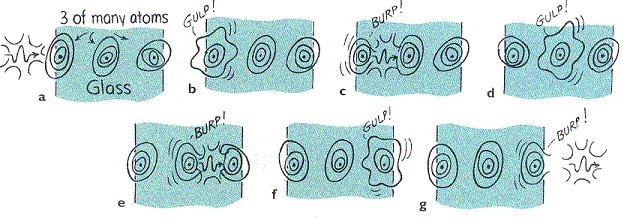 3 of many atoms
Glass
a
GULP!
b
BURP!
c
GULP!
d
BURP!
e
GULP!
f
BURP!
g